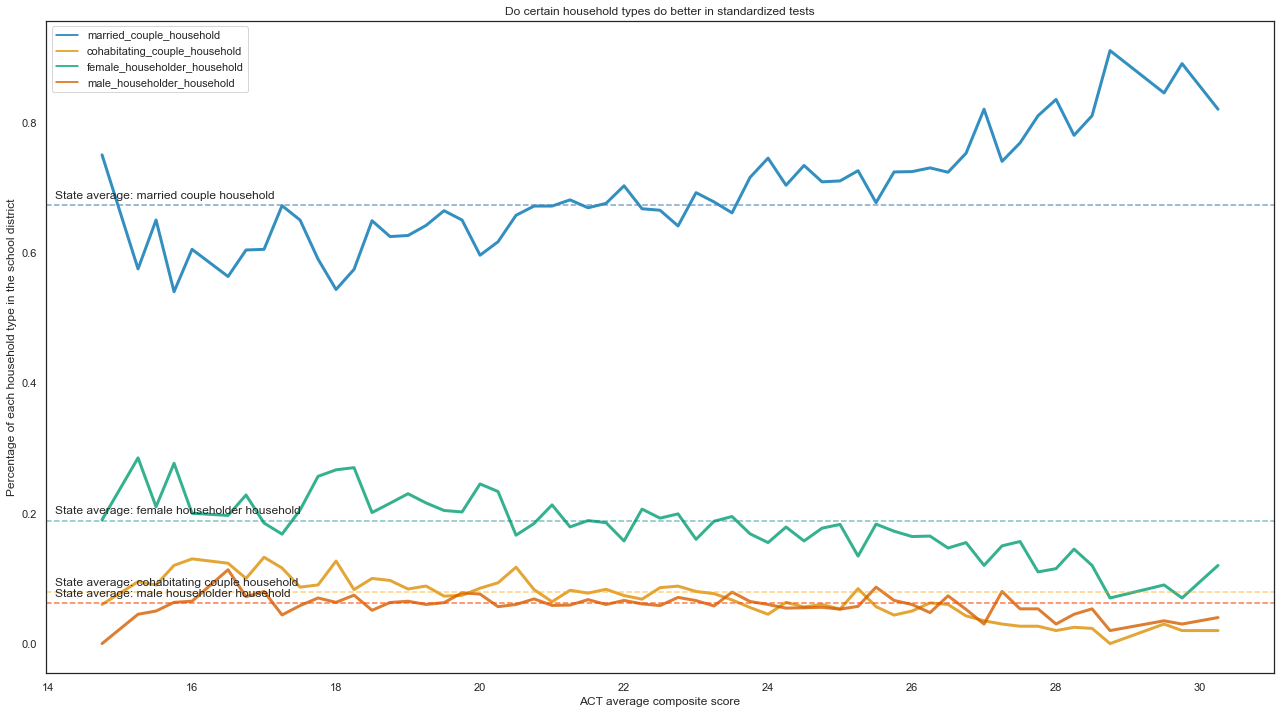 Do certain household types do better in standardized tests
married_couple_household
cohabitating_couple_household
female_householder_household
male_householder_household
Percentage of each household type in the school district
0.8
0.6
0.4
0.2
0.0
State average: married couple household
State average: female householder household
State average: cohabitating couple household
State average: male householder household
14 16 18 20 22 24 26 28 30
ACT average composite score